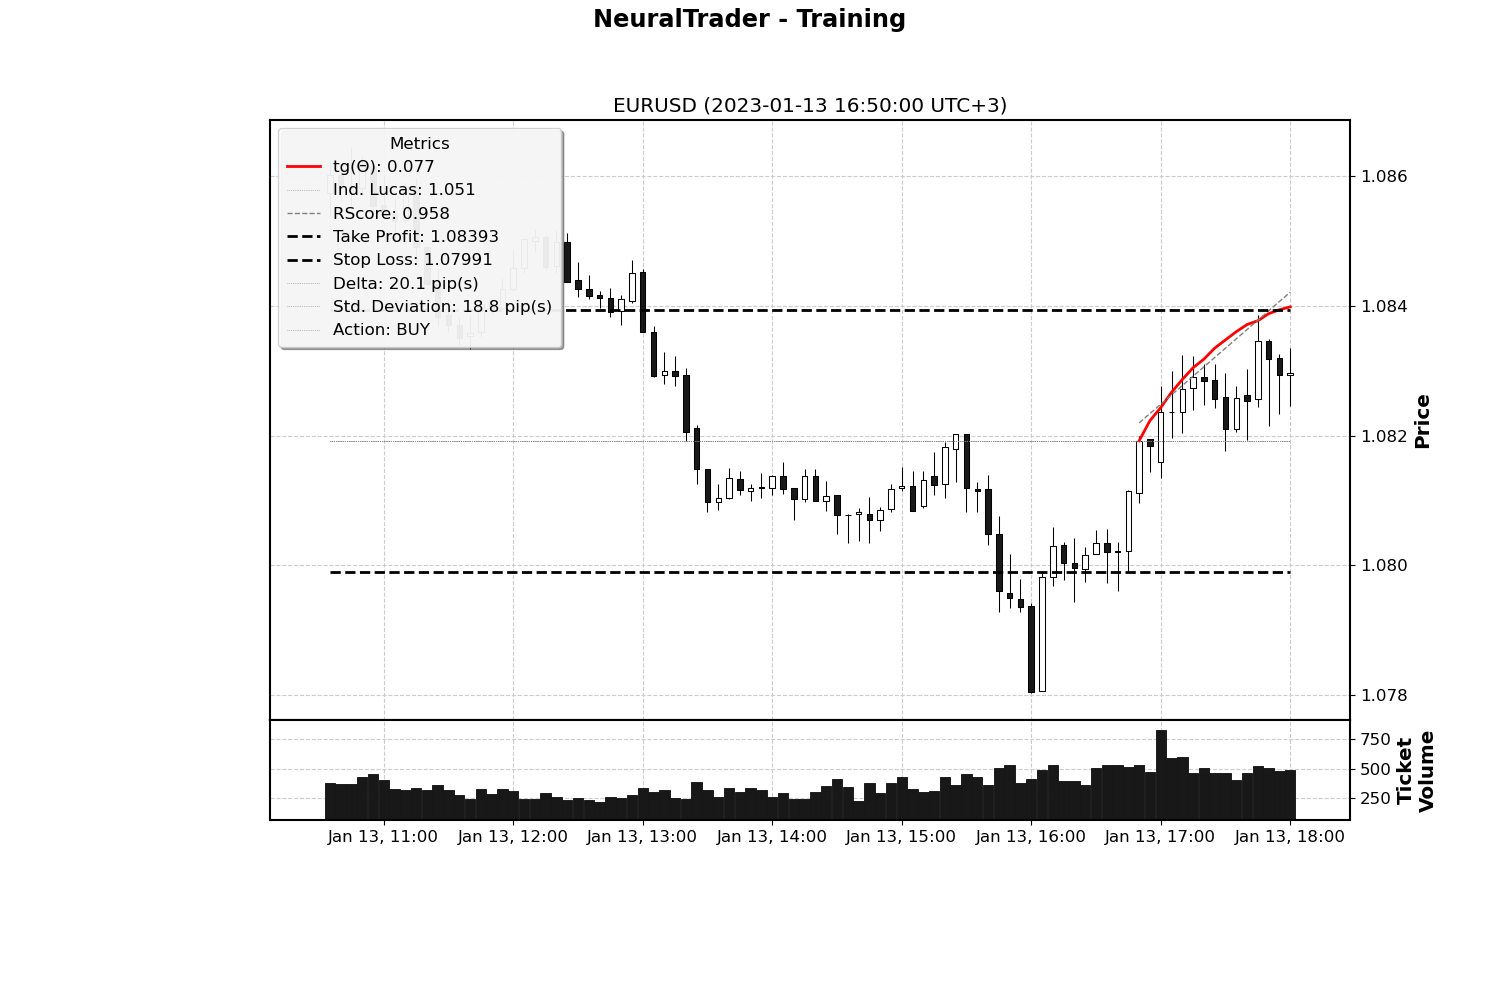 NeuralTrader - Training
EURUSD (2023-01-13 16:50:00 UTC+3)
Metrics
tg(Θ): 0.077
Ind. Lucas: 1.051
RScore: 0.958
Take Profit: 1.08393
Stop Loss: 1.07991
Delta: 20.1 pip(s)
Std. Deviation: 18.8 pip(s)
Action: BUY
1.086
1.084
1.082
1.080
1.078
Price
750
500
250
Ticket
Volume
Jan 13, 11:00
Jan 13, 12:00
Jan 13, 13:00
Jan 13, 14:00
Jan 13, 15:00
Jan 13, 16:00
Jan 13, 17:00
Jan 13, 18:00